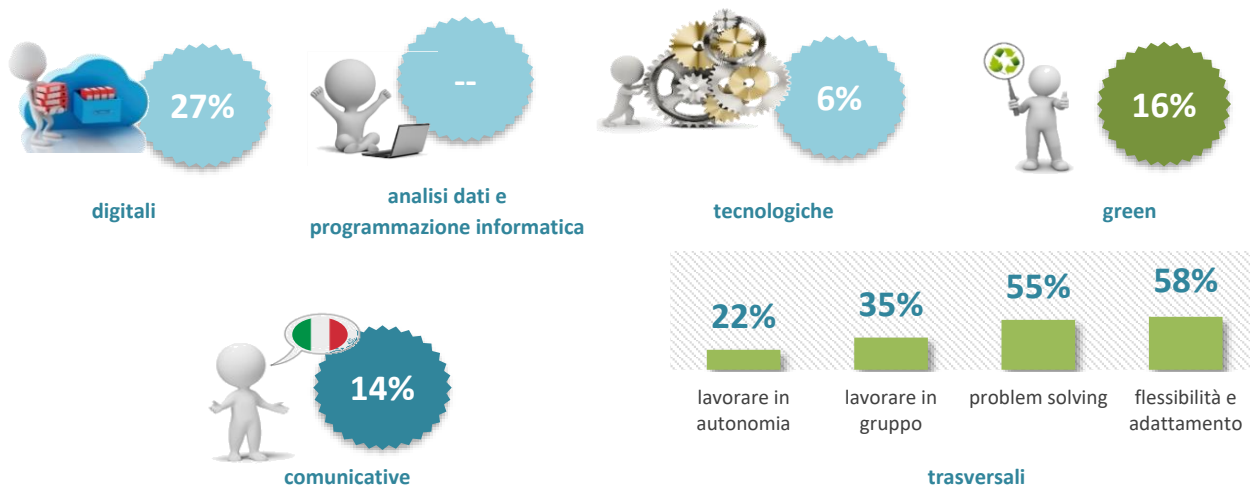 27%
--
6%
16%
digitali
analisi dati e
programmazione informatica
tecnologiche
green
14%
comunicative
22%
35%
55%
58%
lavorare in
autonomia
lavorare in
gruppo
problem solving
flessibilità e
adattamento
trasversali